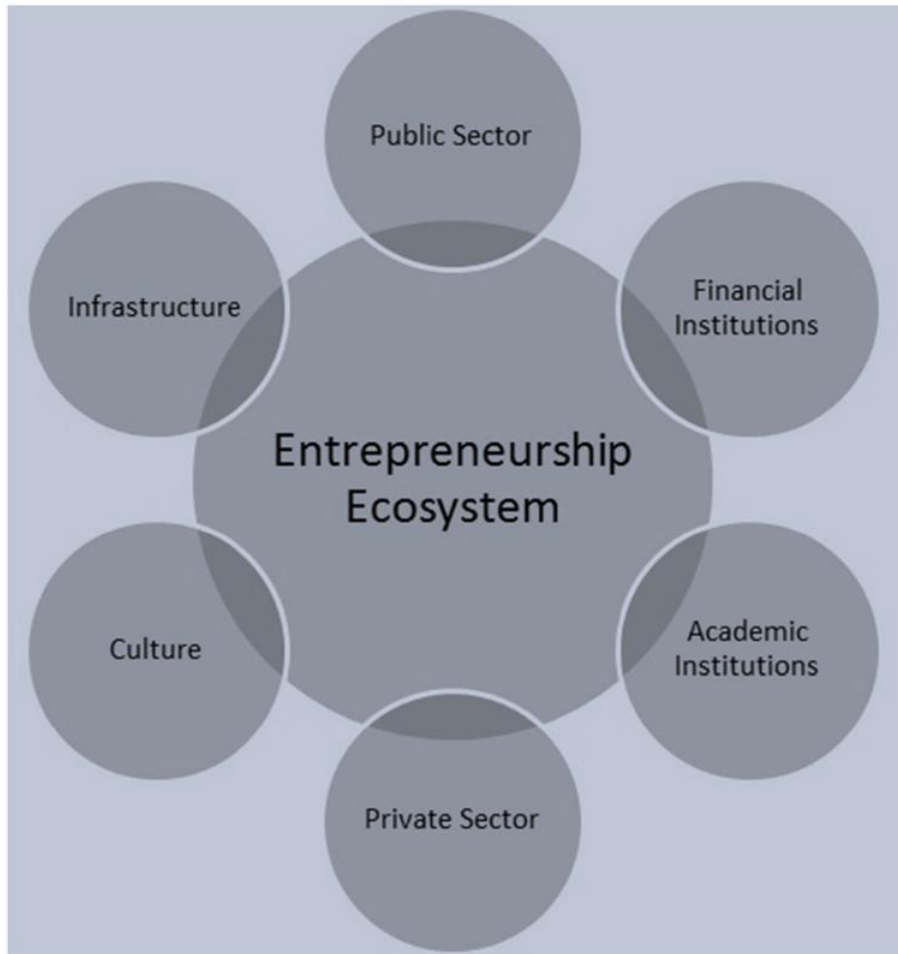 Public Sector
Infrastructure
Financial
Institutions
Entrepreneurship
Ecosystem
Culture
Academic
Institutions
Private Sector